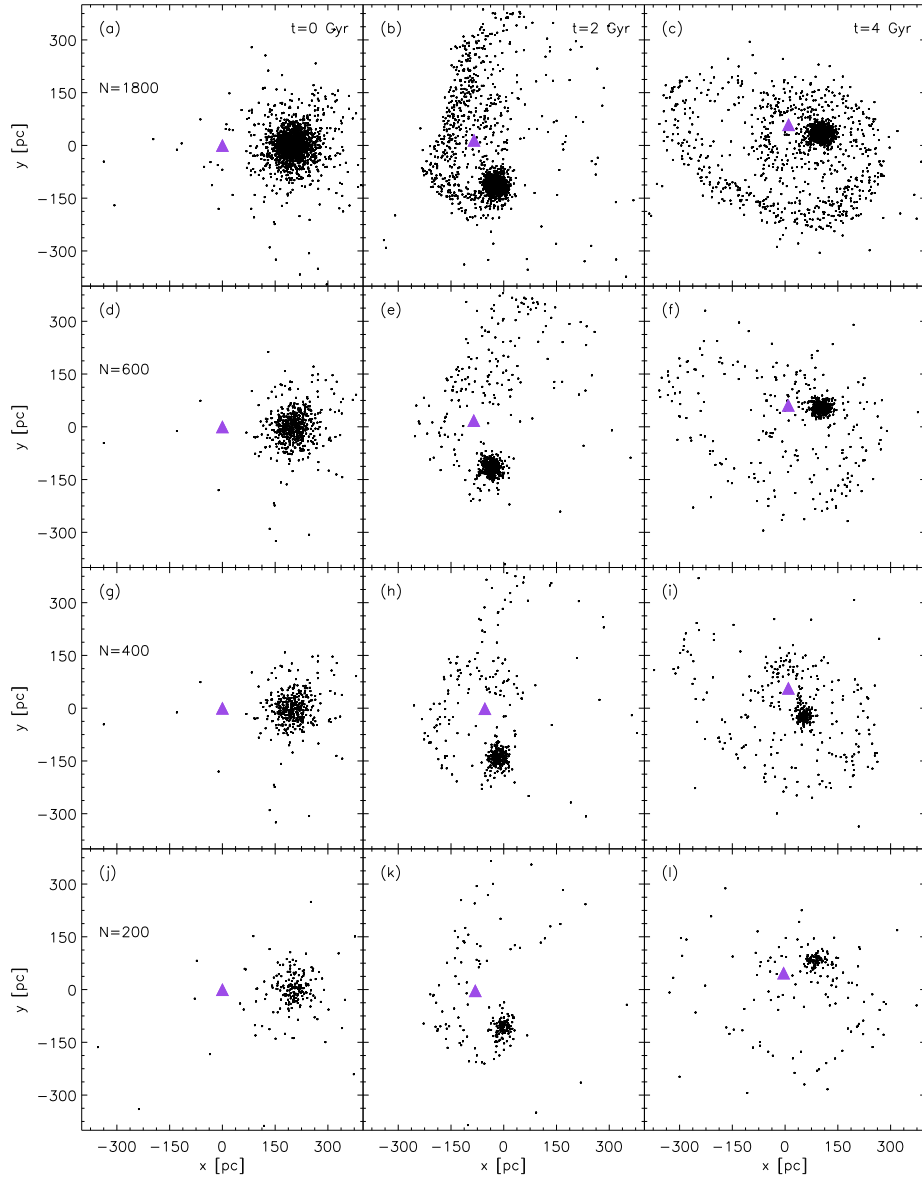 (a) t=0 Gyr (b) t=2 Gyr (c) t=4 Gyr
300
N=1800
150
0
y [pc]
−150
−300
(d) (e) (f)
300
N=600
150
0
y [pc]
−150
−300
(g) (h) (i)
300
N=400
150
0
y [pc]
−150
−300
(j) (k) (l)
300
N=200
150
0
y [pc]
−150
−300
−300 −150 0 150 300 −300 −150 0 150 300 −300 −150 0 150 300
x [pc] x [pc] x [pc]